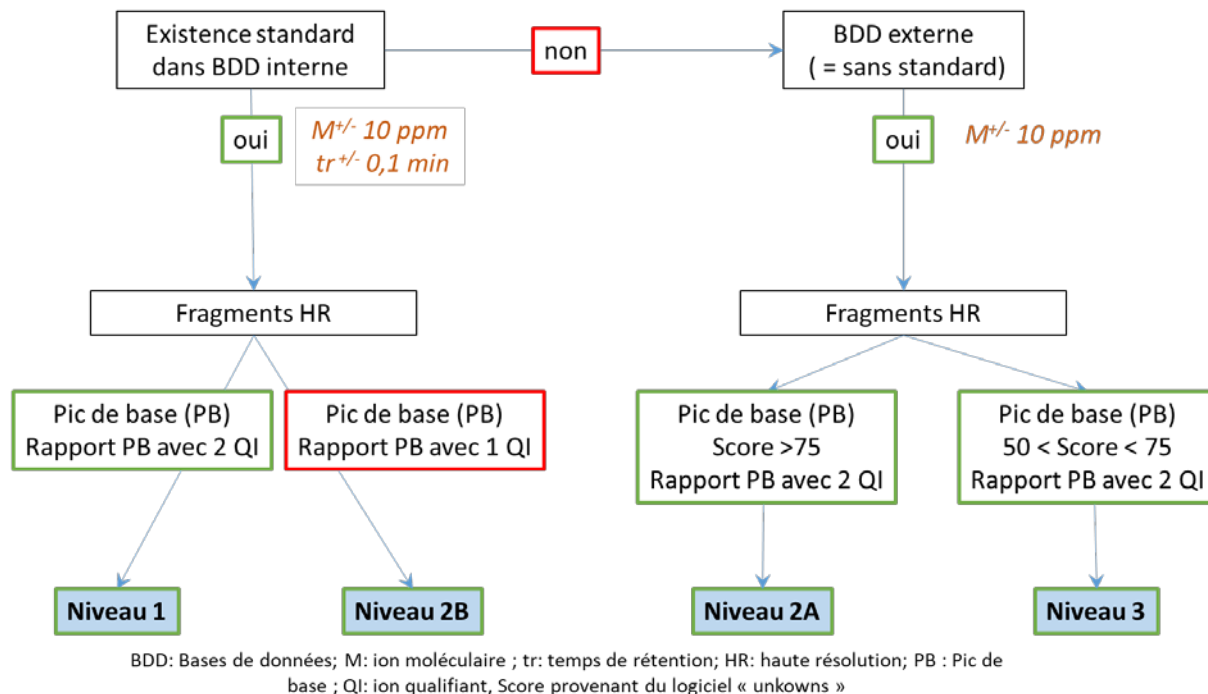 Existence standard
dans BDD interne
non
BDD externe
( = sans standard)
oui
M+/- 10 ppm
tr +/- 0,1 min
oui
M+/- 10 ppm
Fragments HR
Fragments HR
Pic de base (PB)
Rapport PB avec 2 QI
Pic de base (PB)
Rapport PB avec 1 QI
Pic de base (PB)
Score >75
Rapport PB avec 2 QI
Pic de base (PB)
50 < Score < 75
Rapport PB avec 2 QI
Niveau 1
Niveau 2B
Niveau 2A
Niveau 3
BDD: Bases de données; M: ion moléculaire ; tr: temps de rétention; HR: haute résolution; PB : Pic de
base ; QI: ion qualifiant, Score provenant du logiciel « unkowns »